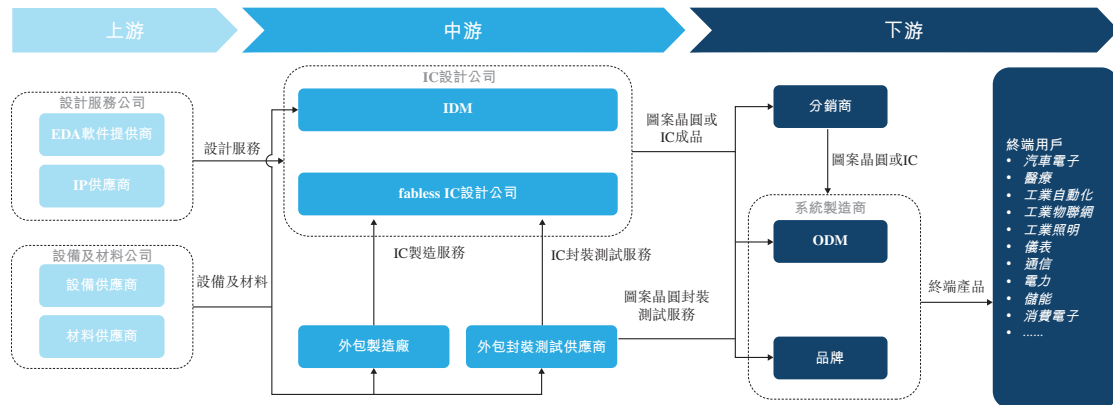 上游
中游
下游
設計服務公司
EDA軟件提供商
IP供應商
設計服務
設備及材料公司
設備供應商
材料供應商
設備及材料
IC設計公司
IDM
fabless IC設計公司
IC製造服務
IC封裝測試服務
外包製造廠
外包封裝測試供應商
圖案晶圓或
IC成品
圖案晶圓封裝
測試服務
分銷商
圖案晶圓或IC
系統製造商
ODM
品牌
終端產品
終端用戶
• 汽車電子
• 醫療
• 工業自動化
• 工業物聯網
• 工業照明
• 儀表
• 通信
• 電力
• 儲能
• 消費電子
• ......